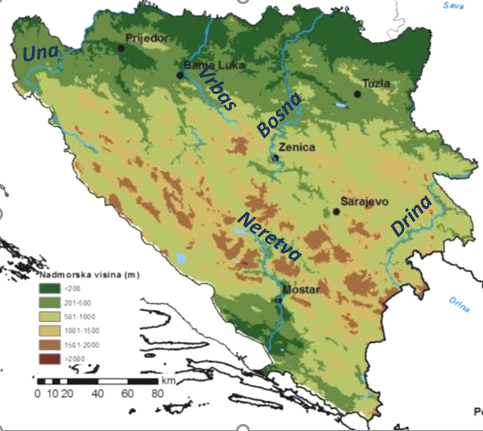 Sava
Una
Prijedor
Banja Luka
Vrbas
Bosna
Tuzla
Zenica
Sarajevo
Drina
Neretva
Mostar
Drina
Nadmorska visina (m)
<200
201-500
501-1000
1001-1500
1501-2000
>2000
0 10 20 40 60 80 km